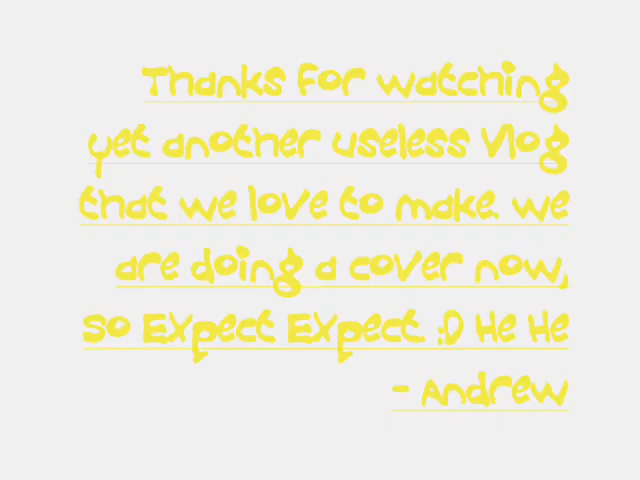 Thanks for watching
yet another useless Vlog
that we love to make. we
are doing a cover now,
so Expect Expect :D He He
- Andrew